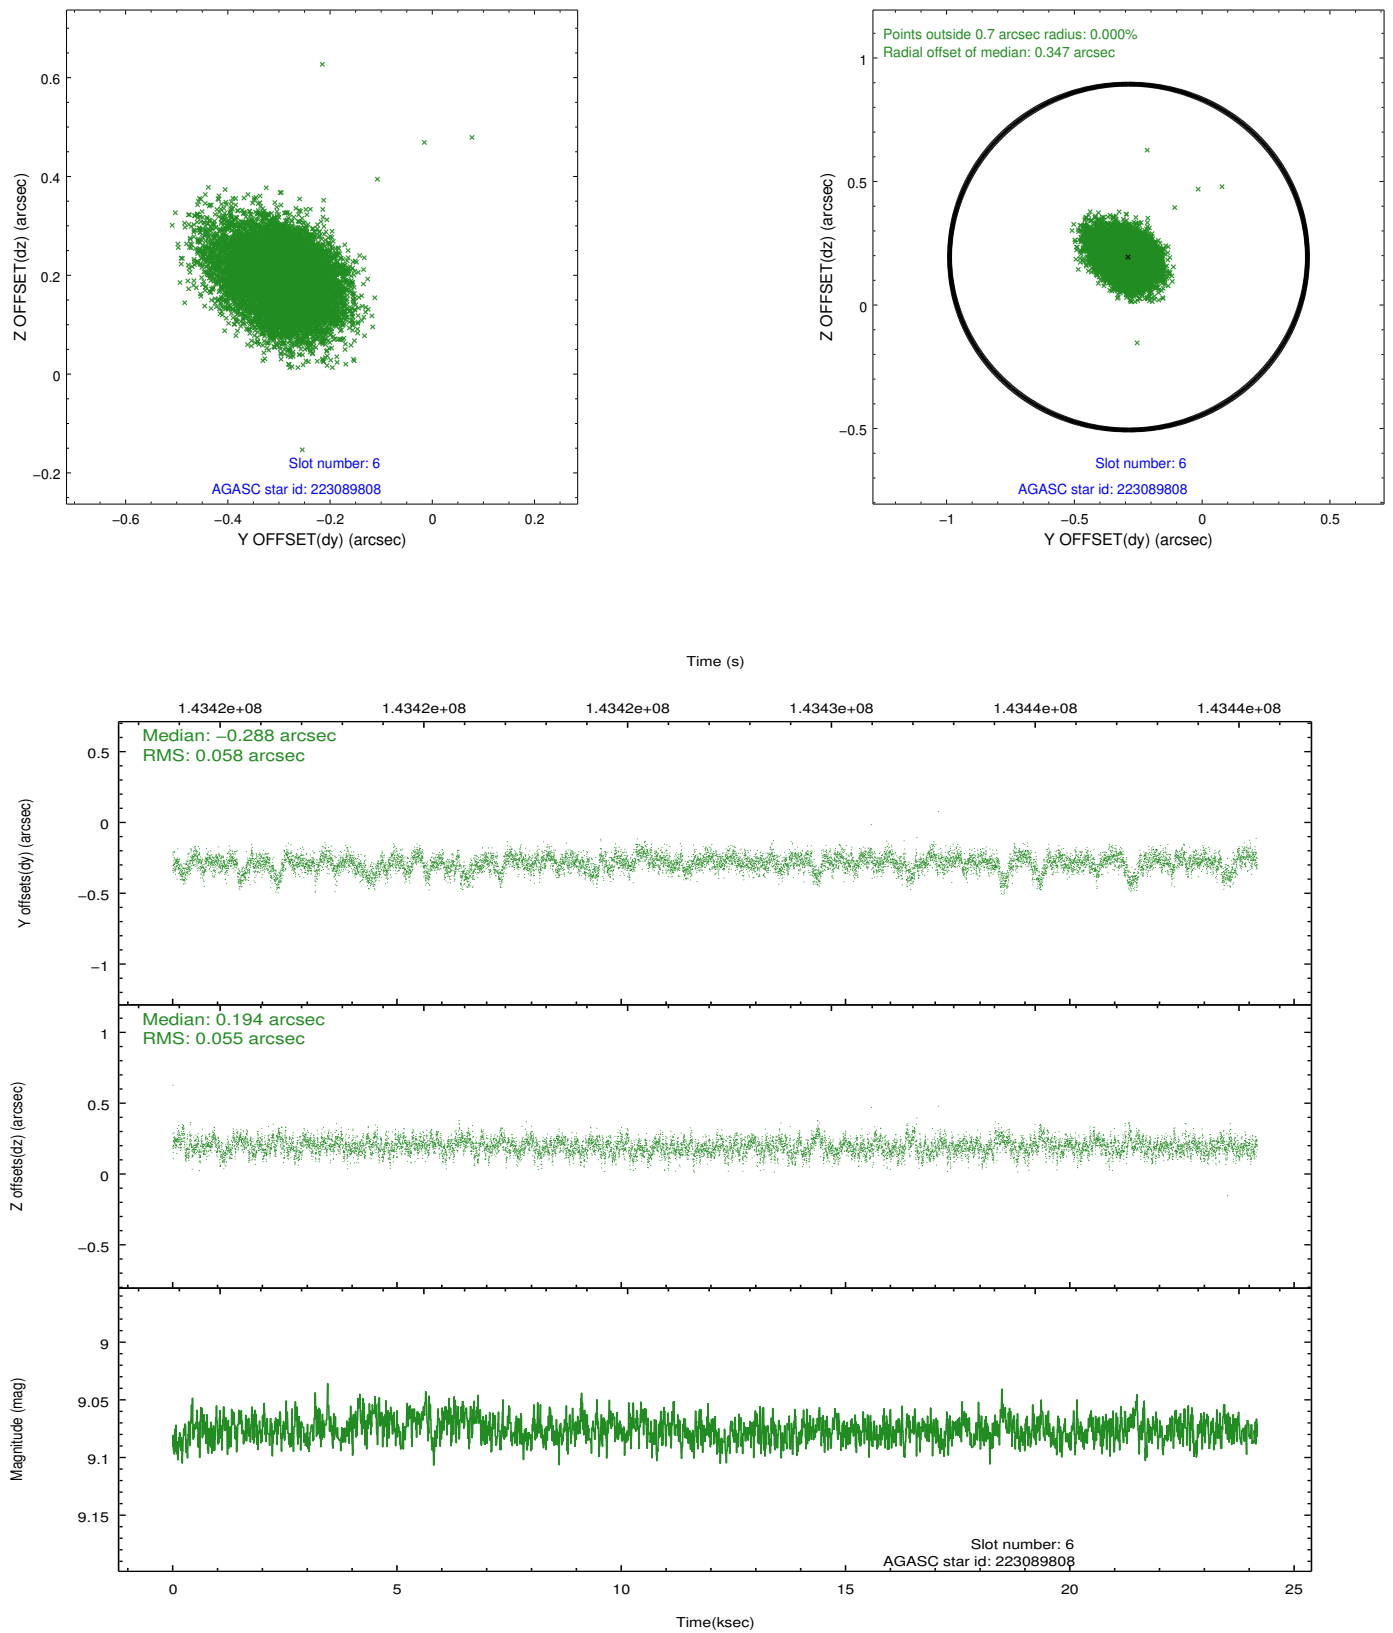 0.6
0.4
0.2
0
−0.2
Z OFFSET(dz) (arcsec)
Slot number: 6
AGASC star id: 223089808
−0.6 −0.4 −0.2 0 0.2
Y OFFSET(dy) (arcsec)
Points outside 0.7 arcsec radius: 0.000%
Radial offset of median: 0.347 arcsec
1
0.5
0
−0.5
Z OFFSET(dz) (arcsec)
Slot number: 6
AGASC star id: 223089808
−1 −0.5 0 0.5
Y OFFSET(dy) (arcsec)
Time (s)
1.4342e+08 1.4342e+08 1.4342e+08 1.4343e+08 1.4344e+08 1.4344e+08
Median: −0.288 arcsec
RMS: 0.058 arcsec
0.5
0
−0.5
−1
Y offsets(dy) (arcsec)
Median: 0.194 arcsec
RMS: 0.055 arcsec
1
0.5
0
−0.5
Z offsets(dz) (arcsec)
9
9.05
9.1
9.15
Magnitude (mag)
Slot number: 6
AGASC star id: 223089808
0 5 10 15 20 25
Time(ksec)